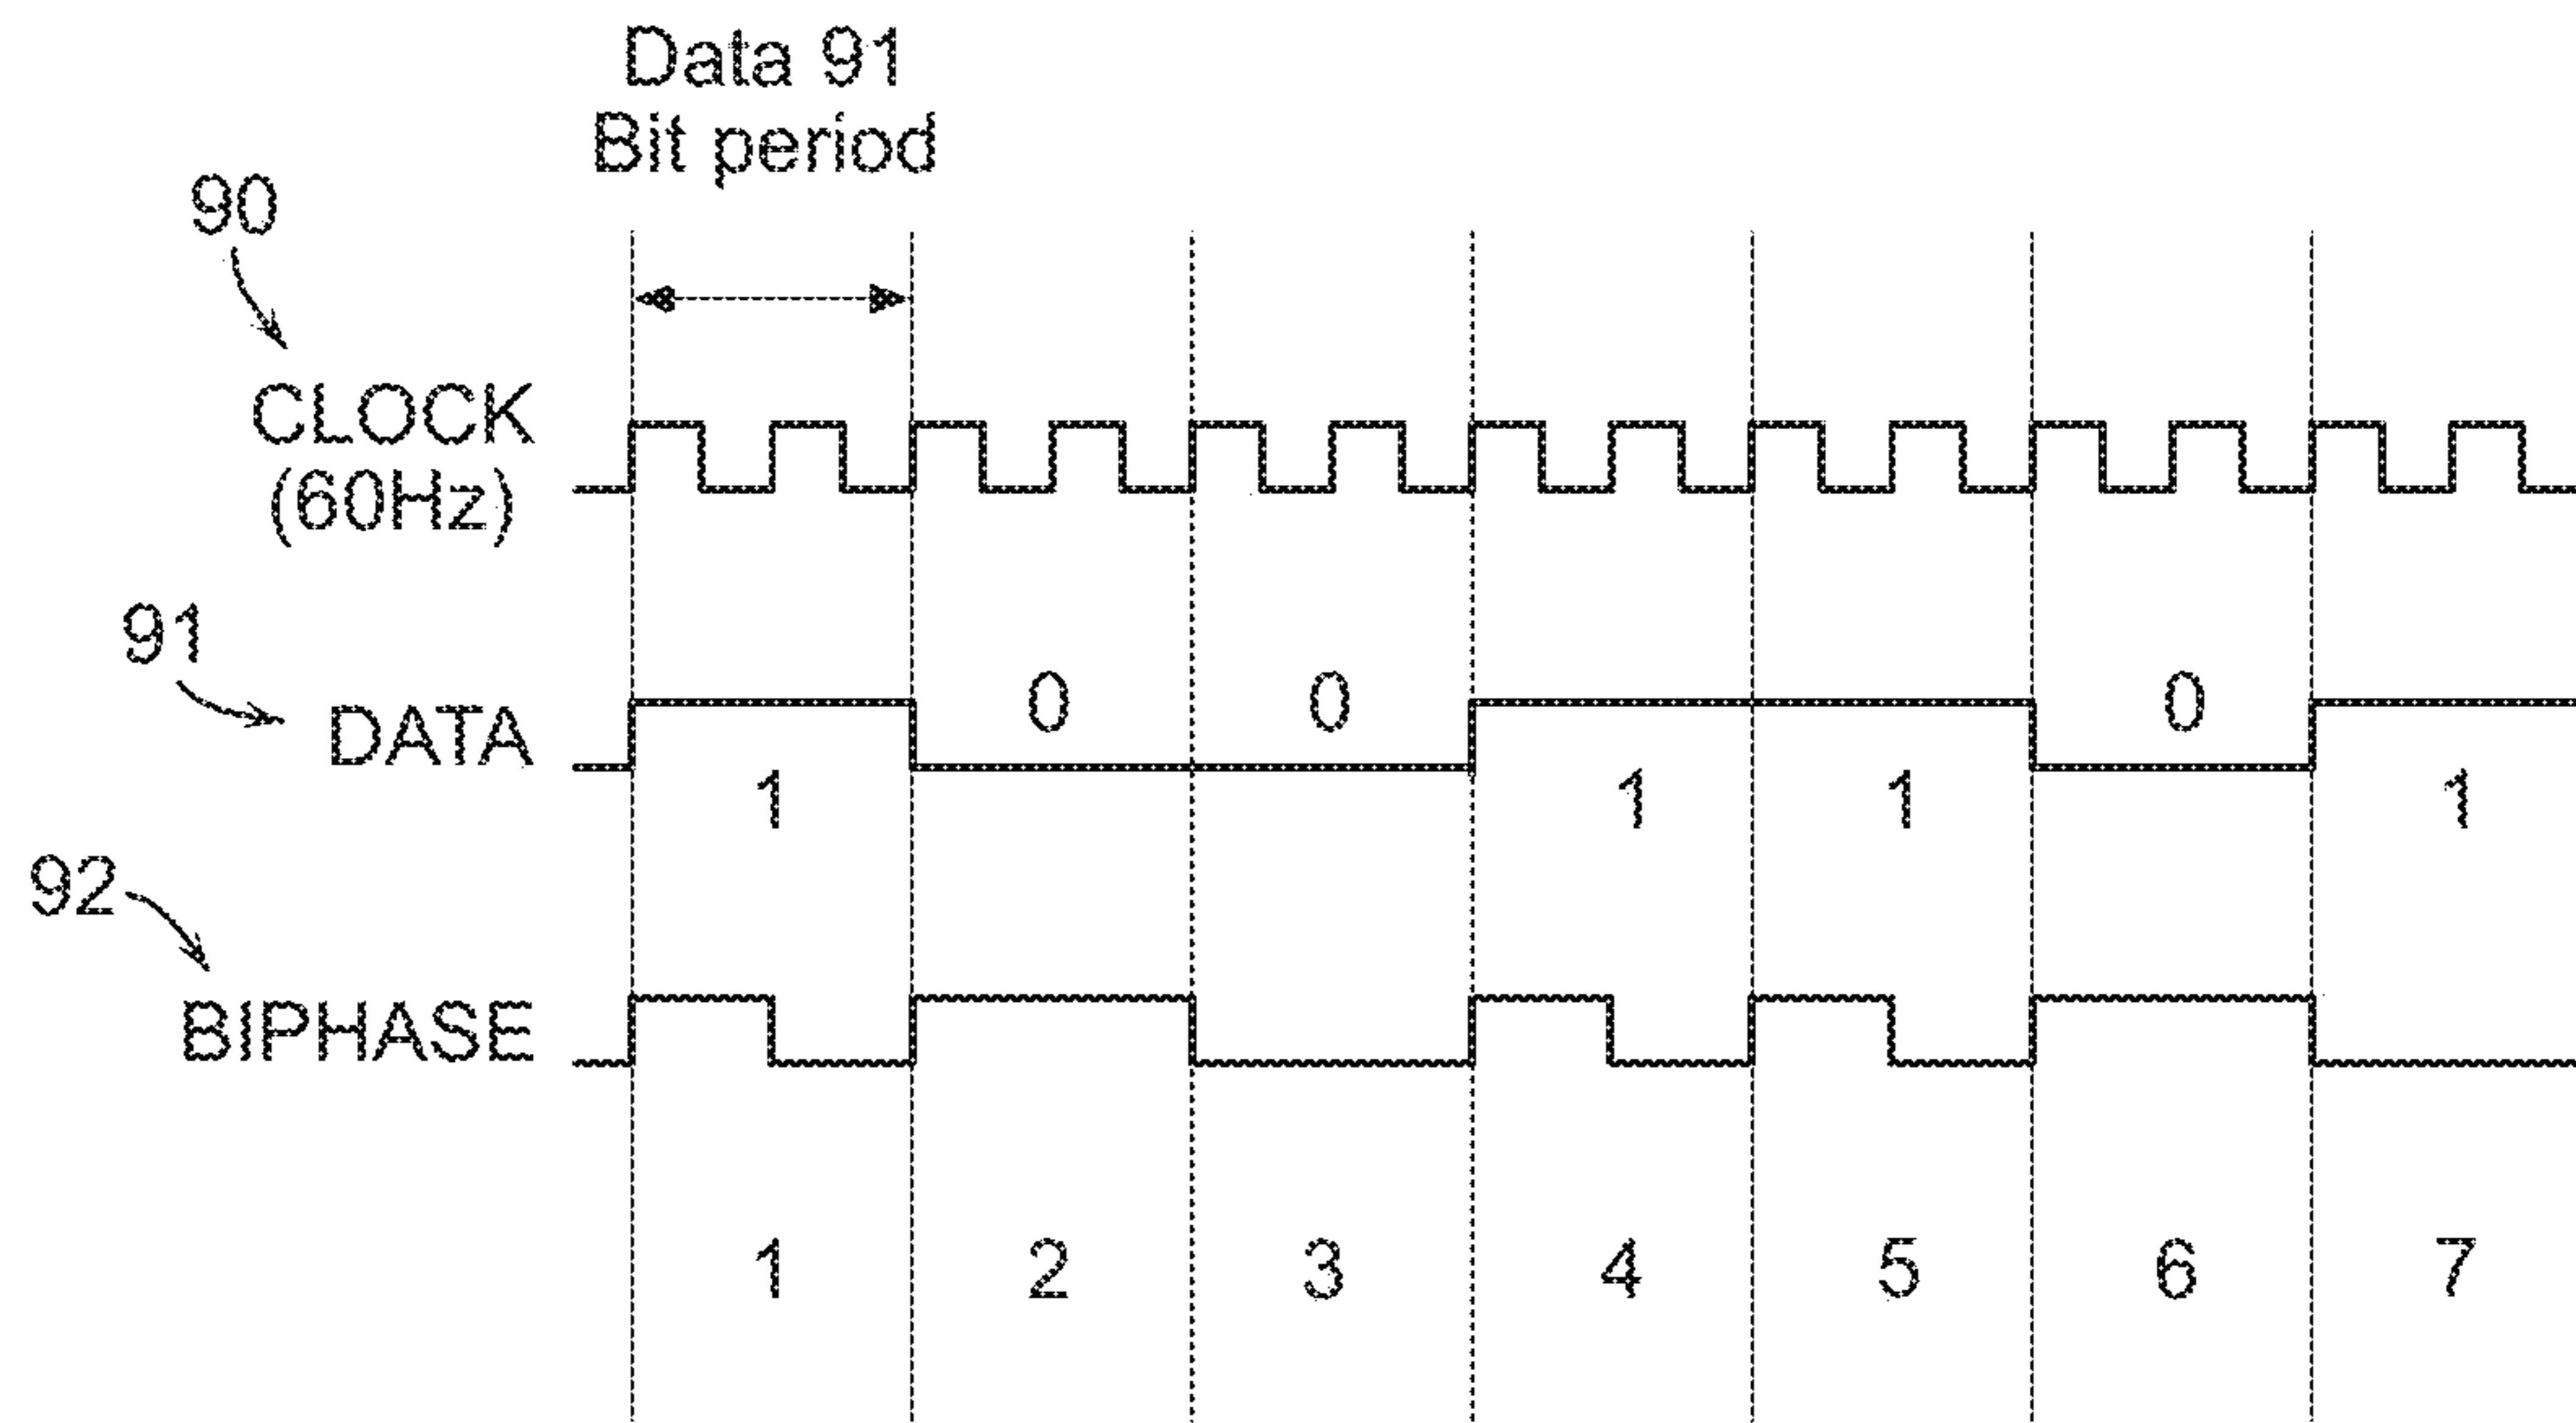 Data 91
Bit period
90
CLOCK
(60Hz)
91
DATA
0 0 0
1 1 1 1
92
BIPHASE
1 2 3 4 5 6 7